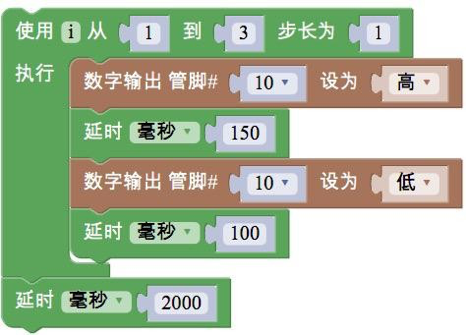 使用 i 从 1 到 3 步长为 1
执行 数字输出 管脚# 10 设为 高
延时 毫秒 150
数字输出 管脚# 10 设为 低
延时 毫秒 100
延时 毫秒 2000